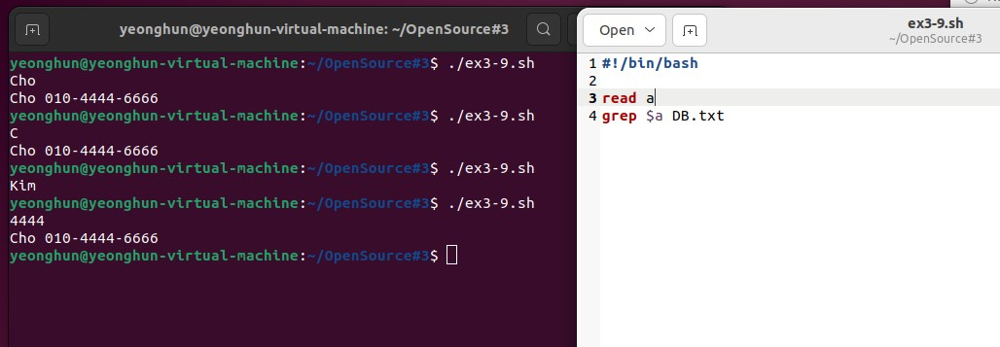 yeonghun@yeonghun-virtual-machine: ~/OpenSource#3
yeonghun@yeonghun-virtual-machine:~/OpenSource#3$ ./ex3-9.sh
Cho
Cho 010-4444-6666
yeonghun@yeonghun-virtual-machine:~/OpenSource#3$ ./ex3-9.sh
C
Cho 010-4444-6666
yeonghun@yeonghun-virtual-machine:~/OpenSource#3$ ./ex3-9.sh
Kim
yeonghun@yeonghun-virtual-machine:~/OpenSource#3$ ./ex3-9.sh
4444
Cho 010-4444-6666
yeonghun@yeonghun-virtual-machine:~/OpenSource#3$
Open
ex3-9.sh
~/OpenSource#3
1 #!/bin/bash
2
3 read a
4 grep $a DB.txt